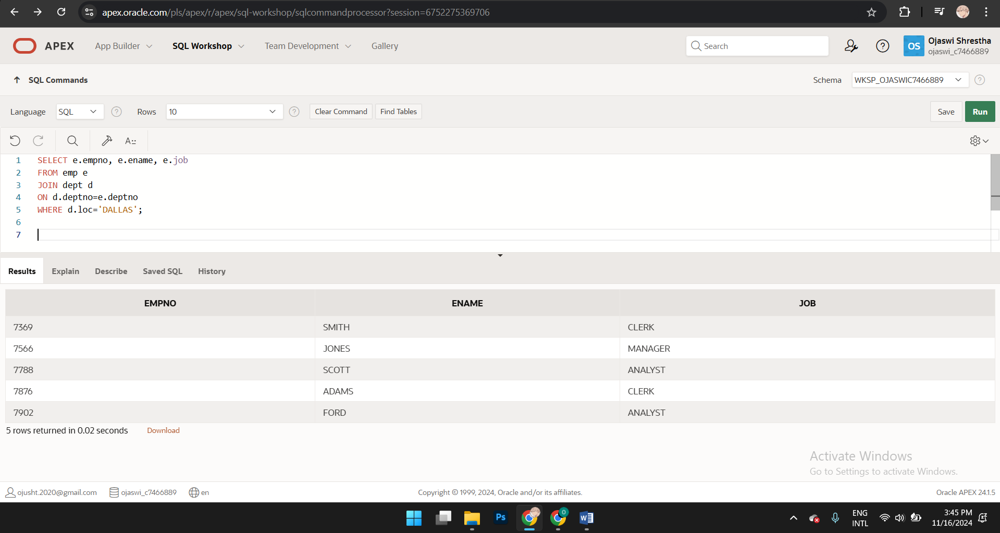 apex.oracle.com/pls/apex/r/apex/sql-workshop/sqlcommandprocessor?session=6752275369706
APEX App Builder SQL Workshop Team Development Gallery Search ? OS Ojaswi Shrestha
ojaswi_c7466889
SQL Commands Schema WKSP_OJASWIC7466889 ?
Language SQL ? Rows 10 ? Clear Command Find Tables Save Run
A::
1 SELECT e.empno, e.ename, e.job
2 FROM emp e
3 JOIN dept d
4 ON d.deptno=e.deptno
5 WHERE d.loc='DALLAS';
6
7
Results Explain Describe Saved SQL History
EMPNO ENAME JOB
7369 SMITH CLERK
7566 JONES MANAGER
7788 SCOTT ANALYST
7876 ADAMS CLERK
7902 FORD ANALYST
5 rows returned in 0.02 seconds Download
Activate Windows
Go to Settings to activate Windows.
ojusht.2020@gmail.com ojaswi_c7466889 en Copyright © 1999, 2024, Oracle and/or its affiliates. Oracle APEX 24.1.5
Ps O W ENG 3:45 PM
INTL 11/16/2024